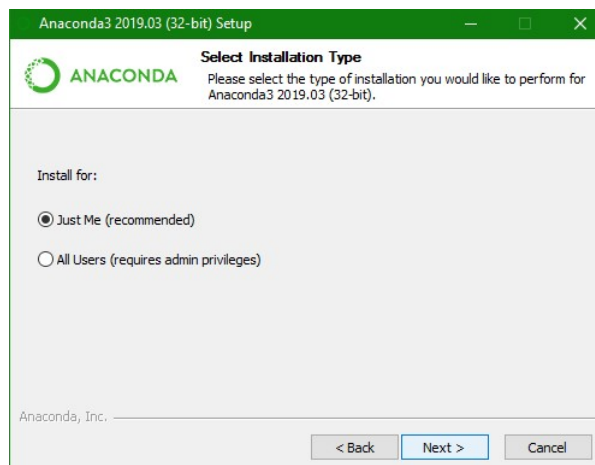 Anaconda3 2019.03 (32-bit) Setup
ANACONDA
Select Installation Type
Please select the type of installation you would like to perform for
Anaconda3 2019.03 (32-bit).
Install for:
Just Me (recommended)
All Users (requires admin privileges)
Anaconda, Inc.
< Back Next > Cancel